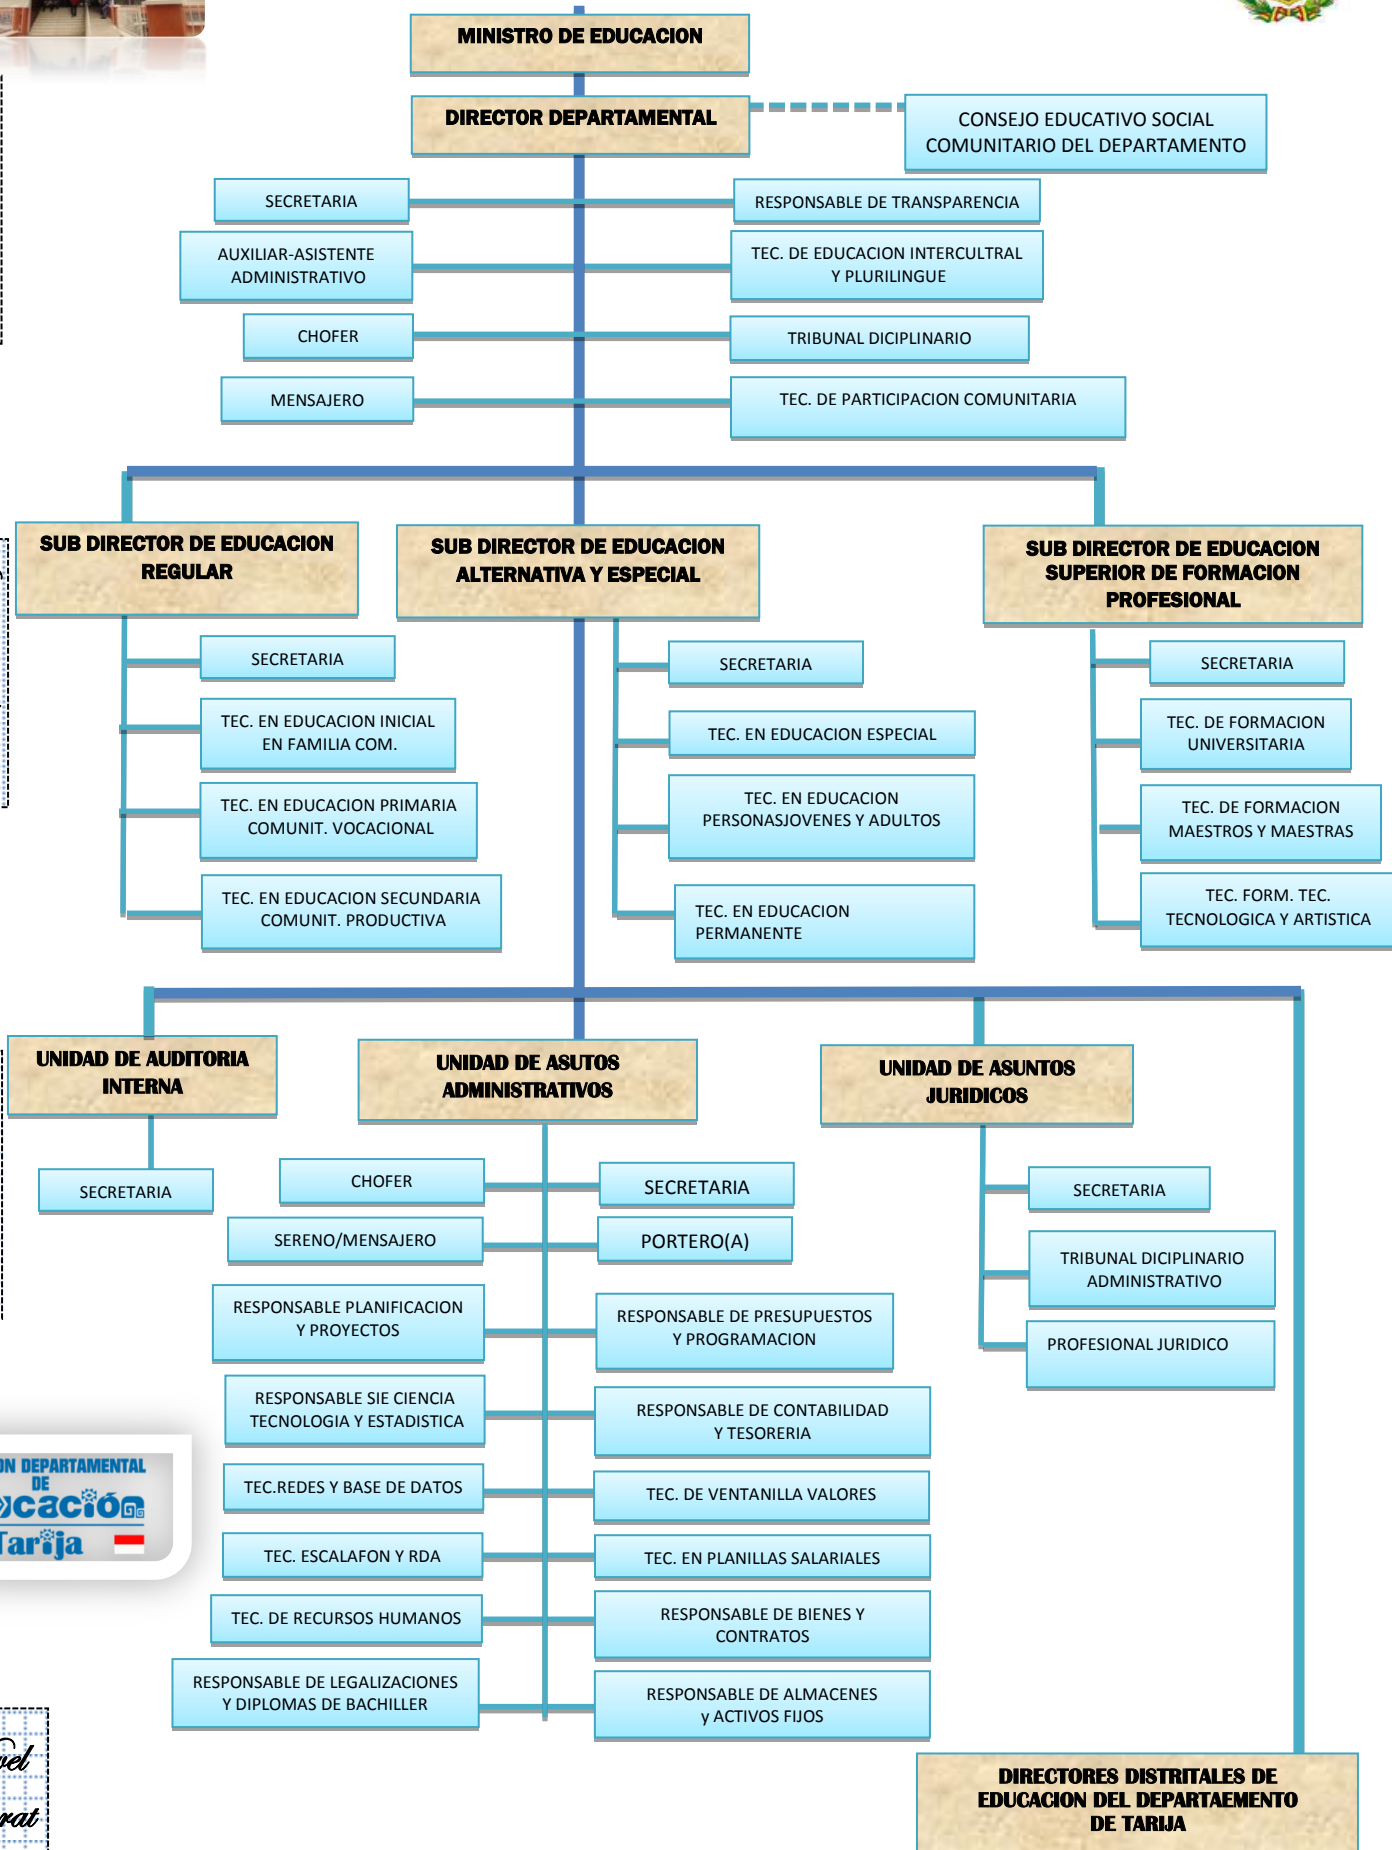 MINISTRO DE EDUCACION
DIRECTOR DEPARTAMENTAL
CONSEJO EDUCATIVO SOCIAL
COMUNITARIO DEL DEPARTAMENTO
SECRETARIA
RESPONSABLE DE TRANSPARENCIA
AUXILIAR-ASISTENTE
ADMINISTRATIVO
TEC. DE EDUCACION INTERCULTRAL
Y PLURILINGUE
CHOFER
TRIBUNAL DICIPLINARIO
MENSAJERO
TEC. DE PARTICIPACION COMUNITARIA
SUB DIRECTOR DE EDUCACION
REGULAR
SECRETARIA
TEC. EN EDUCACION INICIAL
EN FAMILIA COM.
TEC. EN EDUCACION PRIMARIA
COMUNIT. VOCACIONAL
TEC. EN EDUCACION SECUNDARIA
COMUNIT. PRODUCTIVA
SUB DIRECTOR DE EDUCACION
ALTERNATIVA Y ESPECIAL
SECRETARIA
TEC. EN EDUCACION ESPECIAL
TEC. EN EDUCACION
PERSONASJOVENES Y ADULTOS
TEC. EN EDUCACION
PERMANENTE
SUB DIRECTOR DE EDUCACION
SUPERIOR DE FORMACION
PROFESIONAL
SECRETARIA
TEC. DE FORMACION
UNIVERSITARIA
TEC. DE FORMACION
MAESTROS Y MAESTRAS
TEC. FORM. TEC.
TECNOLOGICA Y ARTISTICA
UNIDAD DE AUDITORIA
INTERNA
SECRETARIA
UNIDAD DE ASUTOS
ADMINISTRATIVOS
CHOFER
SECRETARIA
SERENO/MENSAJERO
PORTERO(A)
RESPONSABLE PLANIFICACION
Y PROYECTOS
RESPONSABLE DE PRESUPUESTOS
Y PROGRAMACION
RESPONSABLE SIE CIENCIA
TECNOLOGIA Y ESTADISTICA
RESPONSABLE DE CONTABILIDAD
Y TESORERIA
TEC.REDES Y BASE DE DATOS
TEC. DE VENTANILLA VALORES
TEC. ESCALAFON Y RDA
TEC. EN PLANILLAS SALARIALES
TEC. DE RECURSOS HUMANOS
RESPONSABLE DE BIENES Y
CONTRATOS
RESPONSABLE DE LEGALIZACIONES
Y DIPLOMAS DE BACHILLER
RESPONSABLE DE ALMACENES
y ACTIVOS FIJOS
UNIDAD DE ASUNTOS
JURIDICOS
SECRETARIA
TRIBUNAL DICIPLINARIO
ADMINISTRATIVO
PROFESIONAL JURIDICO
DEPARTAMENTAL
DE
Tarija
DIRECTORES DISTRITALES DE
EDUCACION DEL DEPARTAEMENTO
DE TARIJA